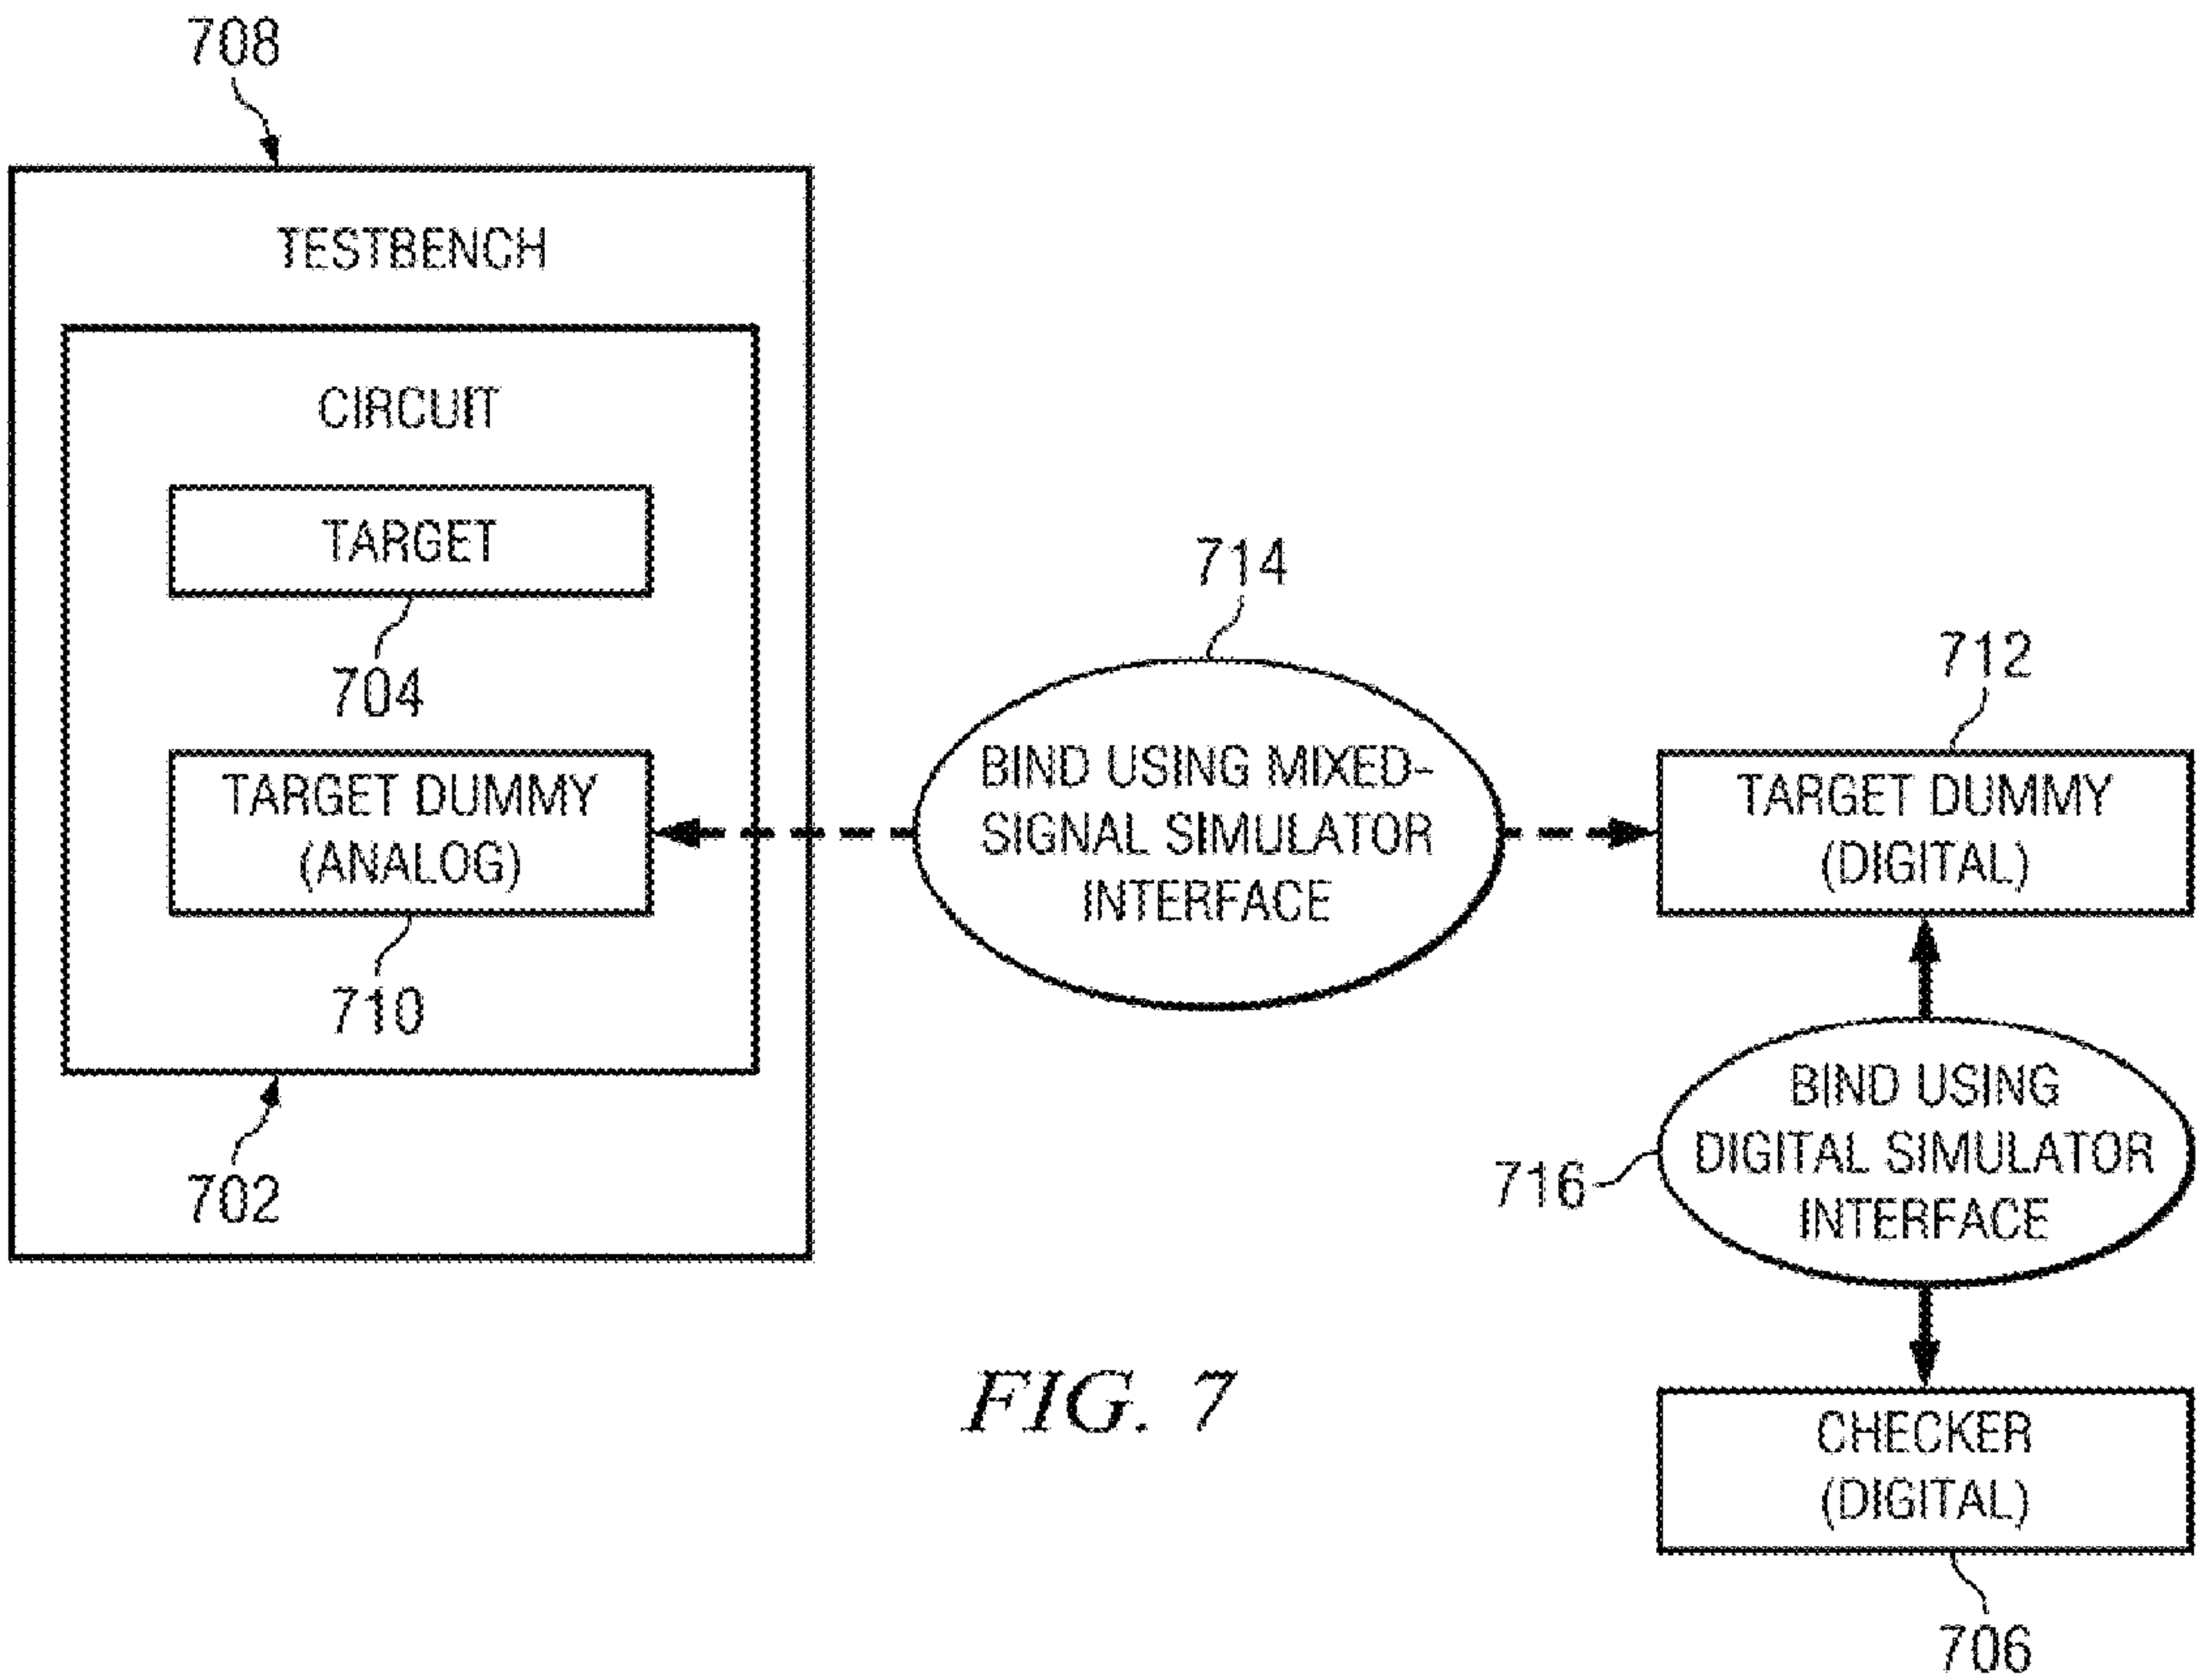 708
TESTBENCH
CIRCUIT
TARGET
704
TARGET DUMMY
(ANALOG)
710
702
714
BIND USING MIXED-
SIGNAL SIMULATOR
INTERFACE
712
TARGET DUMMY
(DIGITAL)
716
BIND USING
DIGITAL SIMULATOR
INTERFACE
CHECKER
(DIGITAL)
706
FIG. 7